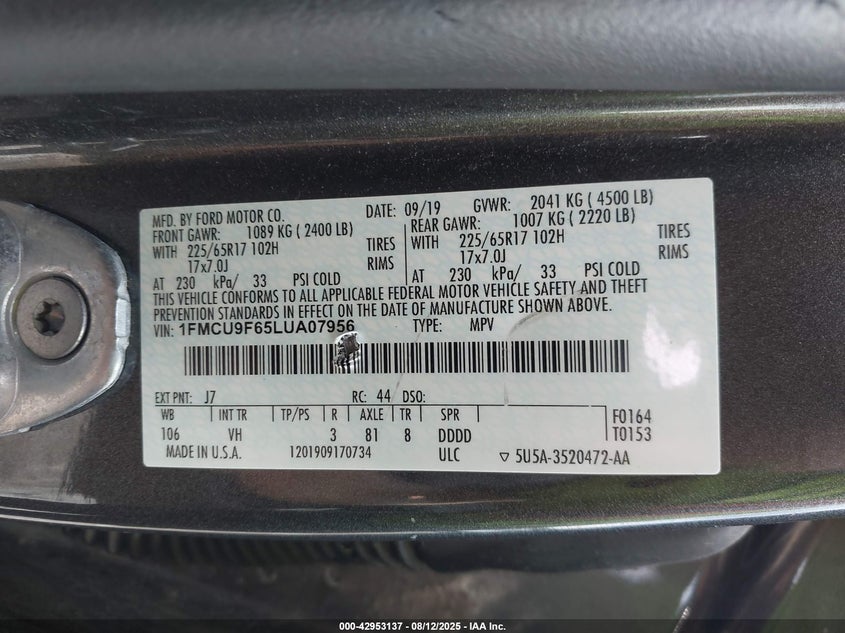 MFD. BY FORD MOTOR CO. DATE: 09/19 GVWR: 2041 KG ( 4500 LB)
FRONT GAWR: 1089 KG ( 2400 LB) REAR GAWR: 1007 KG ( 2220 LB)
WITH 225/65R17 102H TIRES WITH 225/65R17 102H TIRES
17x7.0J RIMS 17x7.0J RIMS
AT 230 kPa/ 33 PSI COLD AT 230 kPa/ 33 PSI COLD
THIS VEHICLE CONFORMS TO ALL APPLICABLE FEDERAL MOTOR VEHICLE SAFETY AND THEFT
PREVENTION STANDARDS IN EFFECT ON THE DATE OF MANUFACTURE SHOWN ABOVE.
VIN: 1FMCU9F65LUA07956 TYPE: MPV
EXT PNT: J7 RC: 44 DSO:
WB INT TR TP/PS R AXLE TR SPR F0164
106 VH 3 81 8 DDDD T0153
MADE IN U.S.A. 1201909170734 ULC ▽ 5U5A-3520472-AA
000-42953137 - 08/12/2025 - IAA Inc.